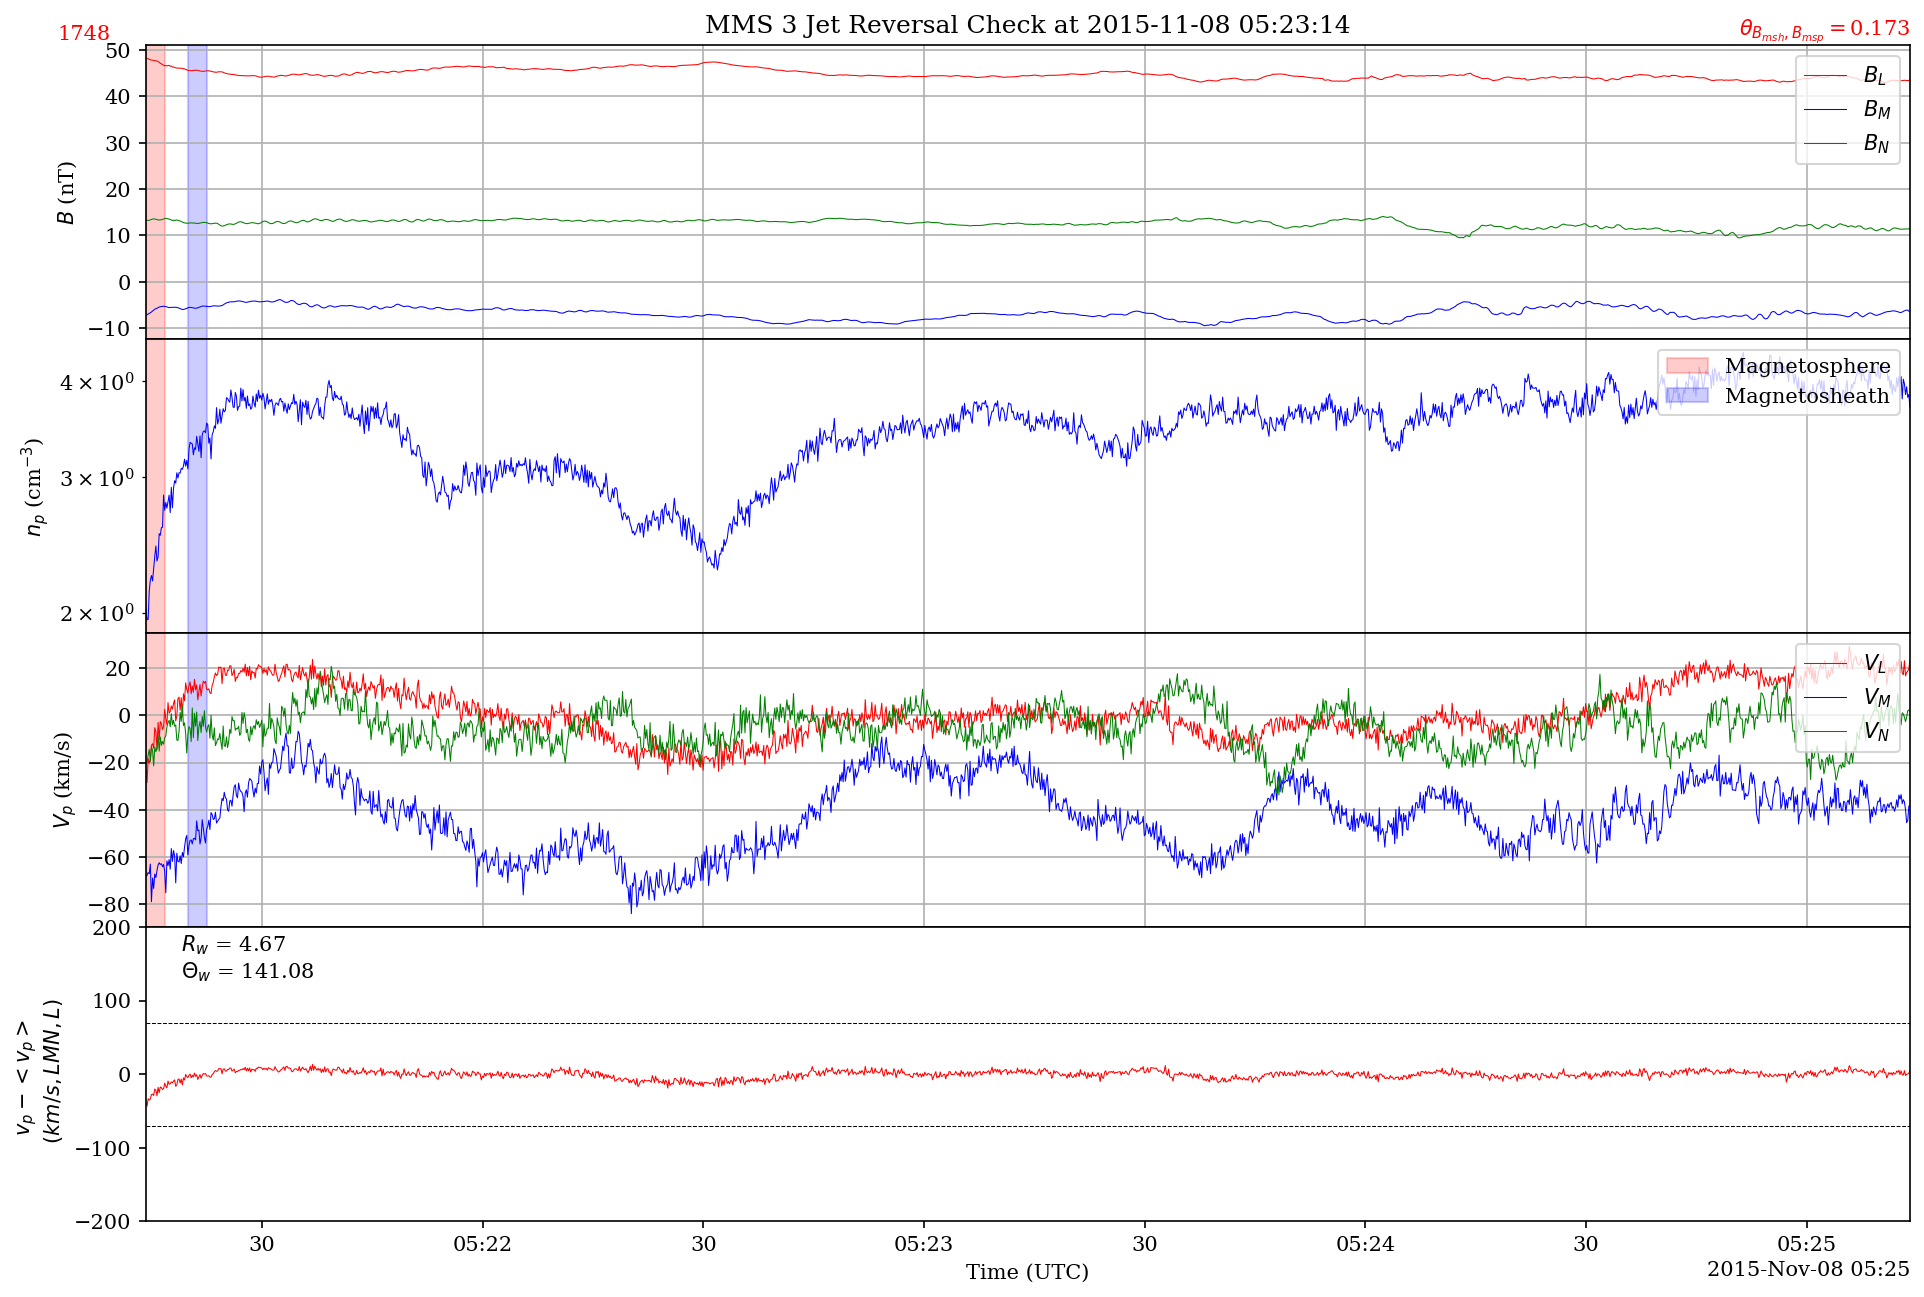 MMS 3 Jet Reversal Check at 2015-11-08 05:23:14
1748
θ_{B_{msh}, B_{msp}} = 0.173
50
40
30
20
10
0
−10
B (nT)
B_L
B_M
B_N
4 × 10^0
3 × 10^0
2 × 10^0
n_p (cm^{−3})
Magnetosphere
Magnetosheath
20
0
−20
−40
−60
−80
V_p (km/s)
V_L
V_M
V_N
200
100
0
−100
−200
v_p − < v_p >
(km/s, LMN, L)
R_w = 4.67
Θ_w = 141.08
30 05:22 30 05:23 30 05:24 30 05:25
Time (UTC)
2015-Nov-08 05:25